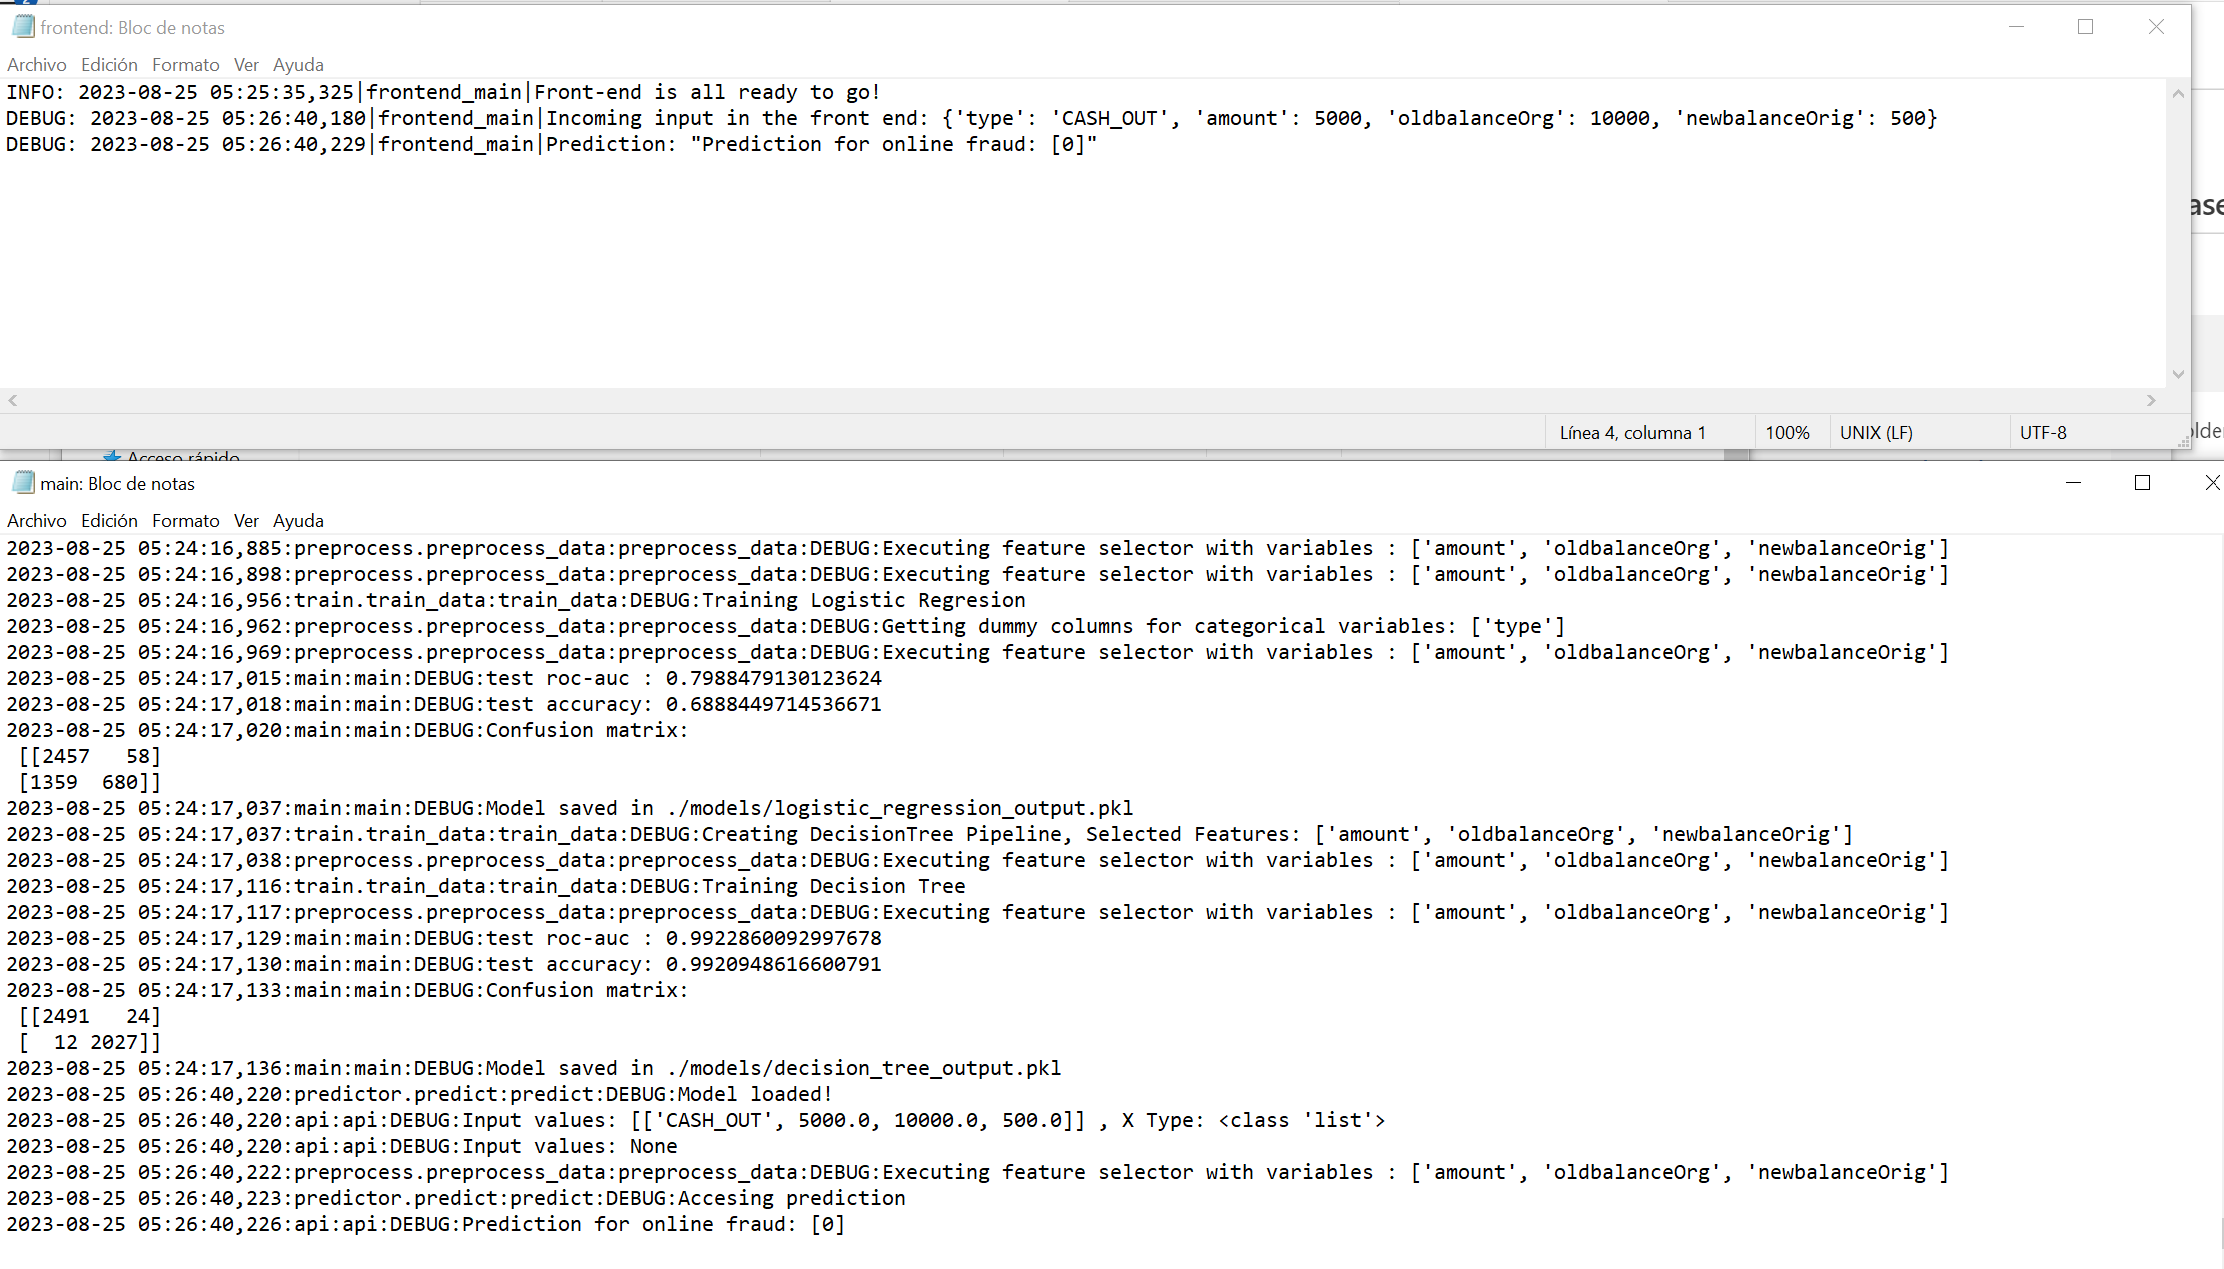 frontend: Bloc de notas
Archivo Edición Formato Ver Ayuda
INFO: 2023-08-25 05:25:35,325|frontend_main|Front-end is all ready to go!
DEBUG: 2023-08-25 05:26:40,180|frontend_main|Incoming input in the front end: {'type': 'CASH_OUT', 'amount': 5000, 'oldbalanceOrg': 10000, 'newbalanceOrig': 500}
DEBUG: 2023-08-25 05:26:40,229|frontend_main|Prediction: "Prediction for online fraud: [0]"
Línea 4, columna 1 100% UNIX (LF) UTF-8
Acceso rápido
main: Bloc de notas
Archivo Edición Formato Ver Ayuda
2023-08-25 05:24:16,885:preprocess.preprocess_data:preprocess_data:DEBUG:Executing feature selector with variables : ['amount', 'oldbalanceOrg', 'newbalanceOrig']
2023-08-25 05:24:16,898:preprocess.preprocess_data:preprocess_data:DEBUG:Executing feature selector with variables : ['amount', 'oldbalanceOrg', 'newbalanceOrig']
2023-08-25 05:24:16,956:train.train_data:train_data:DEBUG:Training Logistic Regresion
2023-08-25 05:24:16,962:preprocess.preprocess_data:preprocess_data:DEBUG:Getting dummy columns for categorical variables: ['type']
2023-08-25 05:24:16,969:preprocess.preprocess_data:preprocess_data:DEBUG:Executing feature selector with variables : ['amount', 'oldbalanceOrg', 'newbalanceOrig']
2023-08-25 05:24:17,015:main:main:DEBUG:test roc-auc : 0.7988479130123624
2023-08-25 05:24:17,018:main:main:DEBUG:test accuracy: 0.6888449714536671
2023-08-25 05:24:17,020:main:main:DEBUG:Confusion matrix:
[[2457   58]
[1359  680]]
2023-08-25 05:24:17,037:main:main:DEBUG:Model saved in ./models/logistic_regression_output.pkl
2023-08-25 05:24:17,037:train.train_data:train_data:DEBUG:Creating DecisionTree Pipeline, Selected Features: ['amount', 'oldbalanceOrg', 'newbalanceOrig']
2023-08-25 05:24:17,038:preprocess.preprocess_data:preprocess_data:DEBUG:Executing feature selector with variables : ['amount', 'oldbalanceOrg', 'newbalanceOrig']
2023-08-25 05:24:17,116:train.train_data:train_data:DEBUG:Training Decision Tree
2023-08-25 05:24:17,117:preprocess.preprocess_data:preprocess_data:DEBUG:Executing feature selector with variables : ['amount', 'oldbalanceOrg', 'newbalanceOrig']
2023-08-25 05:24:17,129:main:main:DEBUG:test roc-auc : 0.9922860092997678
2023-08-25 05:24:17,130:main:main:DEBUG:test accuracy: 0.9920948616600791
2023-08-25 05:24:17,133:main:main:DEBUG:Confusion matrix:
[[2491   24]
[  12 2027]]
2023-08-25 05:24:17,136:main:main:DEBUG:Model saved in ./models/decision_tree_output.pkl
2023-08-25 05:26:40,220:predictor.predict:predict:DEBUG:Model loaded!
2023-08-25 05:26:40,220:api:api:DEBUG:Input values: [['CASH_OUT', 5000.0, 10000.0, 500.0]] , X Type: <class 'list'>
2023-08-25 05:26:40,220:api:api:DEBUG:Input values: None
2023-08-25 05:26:40,222:preprocess.preprocess_data:preprocess_data:DEBUG:Executing feature selector with variables : ['amount', 'oldbalanceOrg', 'newbalanceOrig']
2023-08-25 05:26:40,223:predictor.predict:predict:DEBUG:Accesing prediction
2023-08-25 05:26:40,226:api:api:DEBUG:Prediction for online fraud: [0]